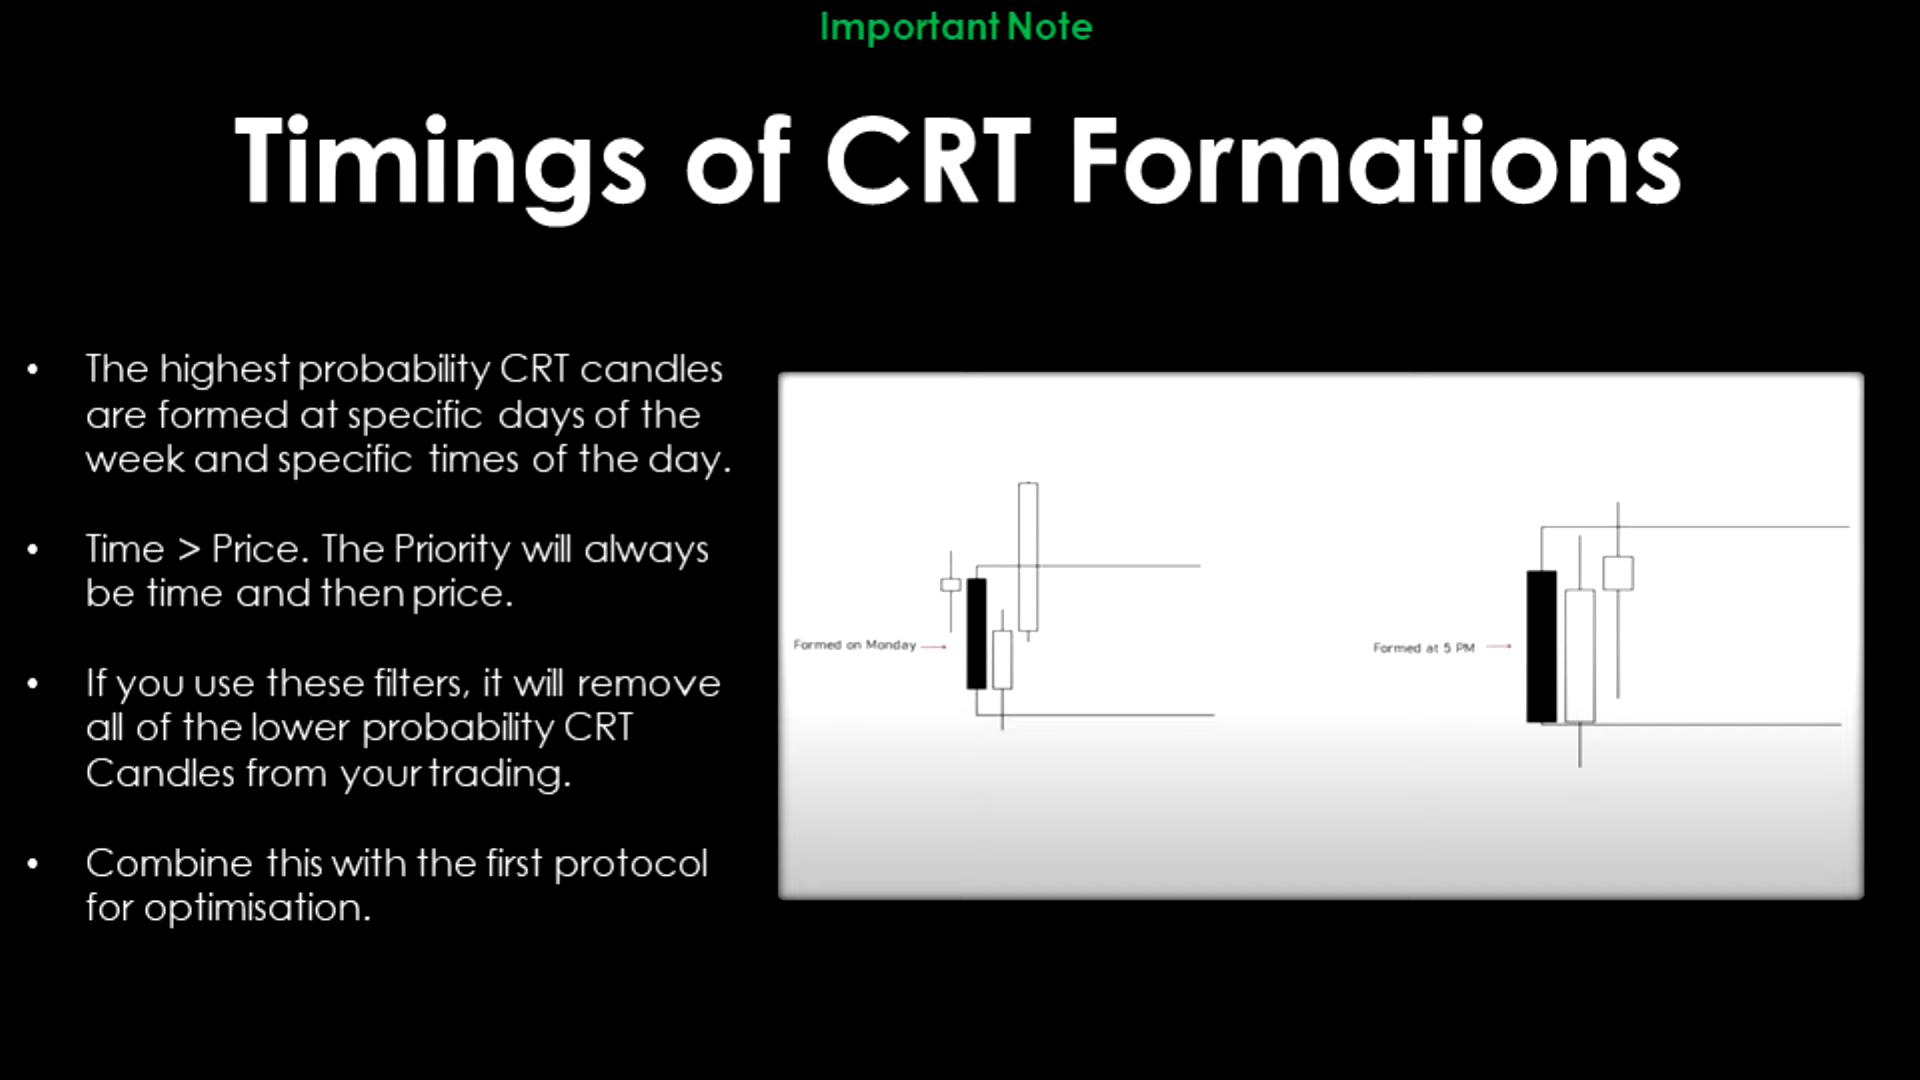 Important Note
Timings of CRT Formations
• The highest probability CRT candles
are formed at specific days of the
week and specific times of the day.
• Time > Price. The Priority will always
be time and then price.
• If you use these filters, it will remove
all of the lower probability CRT
Candles from your trading.
• Combine this with the first protocol
for optimisation.
Formed on Monday
Formed at 5 PM